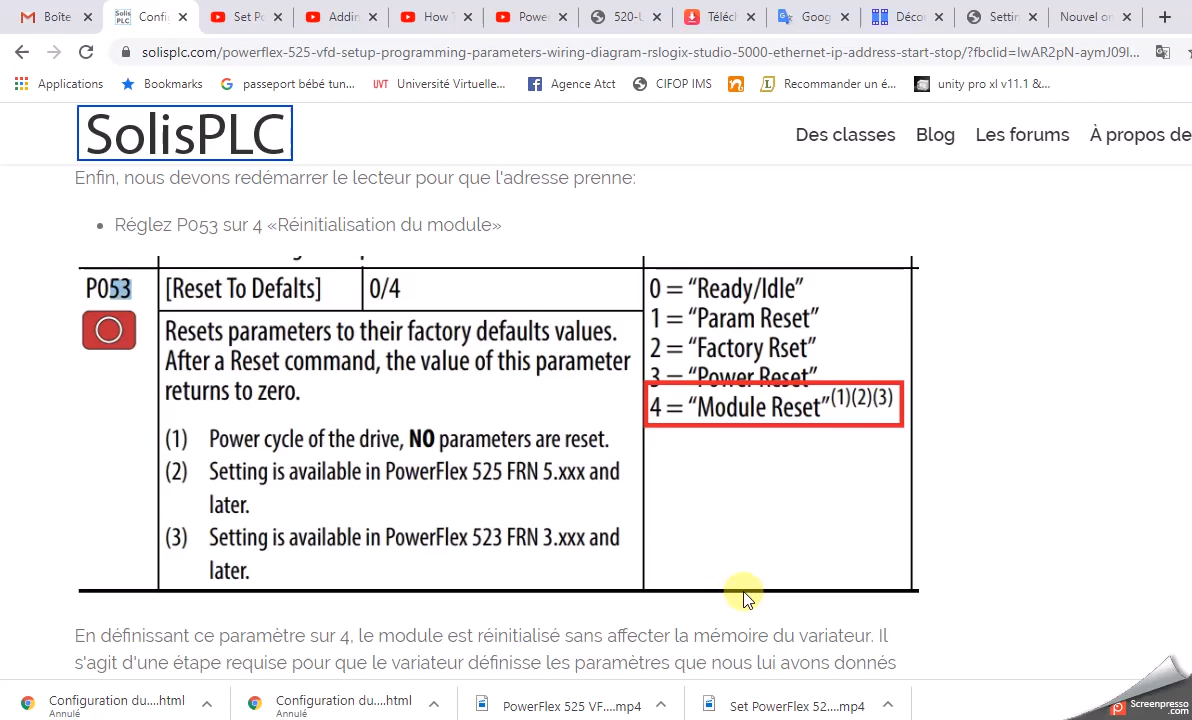 Boîte
Config
Set Po
Addin
How T
Power
520-U
Téléch
Goog
Décou
Settin
Nouvel on
solisplc.com/powerflex-525-vfd-setup-programming-parameters-wiring-diagram-rslogix-studio-5000-ethernet-ip-address-start-stop/?fbclid=IwAR2pN-aymJ09I...
Applications
Bookmarks
passeport bébé tun...
UVT Université Virtuelle...
Agence Atct
CIFOP IMS
Recommander un é...
unity pro xl v11.1 &...
SolisPLC
Des classes
Blog
Les forums
À propos de
Enfin, nous devons redémarrer le lecteur pour que l'adresse prenne:
• Réglez P053 sur 4 «Réinitialisation du module»
P053
[Reset To Defalts]
0/4
Resets parameters to their factory defaults values.
After a Reset command, the value of this parameter
returns to zero.
(1) Power cycle of the drive, NO parameters are reset.
(2) Setting is available in PowerFlex 525 FRN 5.xxx and
later.
(3) Setting is available in PowerFlex 523 FRN 3.xxx and
later.
0 = “Ready/Idle”
1 = “Param Reset”
2 = “Factory Rset”
3 = “Power Reset”
4 = “Module Reset”(1)(2)(3)
En définissant ce paramètre sur 4, le module est réinitialisé sans affecter la mémoire du variateur. Il
s'agit d'une étape requise pour que le variateur définisse les paramètres que nous lui avons donnés
Configuration du....html
Annulé
Configuration du....html
Annulé
PowerFlex 525 VF....mp4
Set PowerFlex 52....mp4
Screenpresso
.com